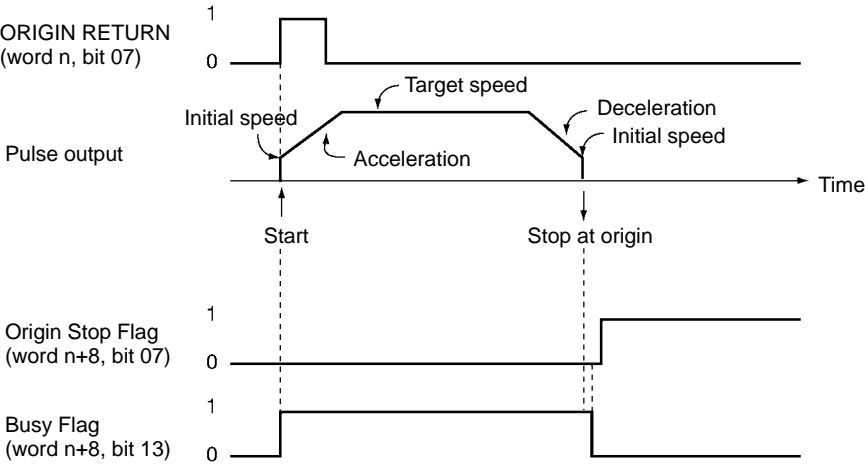 1
ORIGIN RETURN
(word n, bit 07)
0
Target speed
Deceleration
Initial speed
Initial speed
Pulse output
Acceleration
Time
Start
Stop at origin
1
Origin Stop Flag
(word n+8, bit 07)
0
1
Busy Flag
(word n+8, bit 13)
0